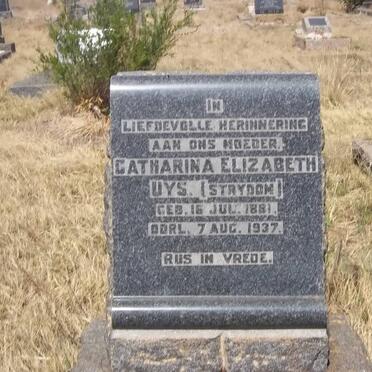 IN
LIEFDEVOLLE HERINNERING
AAN ONS MOEDER.
CATHARINA ELIZABETH
UYS. (STRYDOM)
GEB. 16 JUL. 1881.
OORL. 7 AUG. 1937.
RUS IN VREDE.